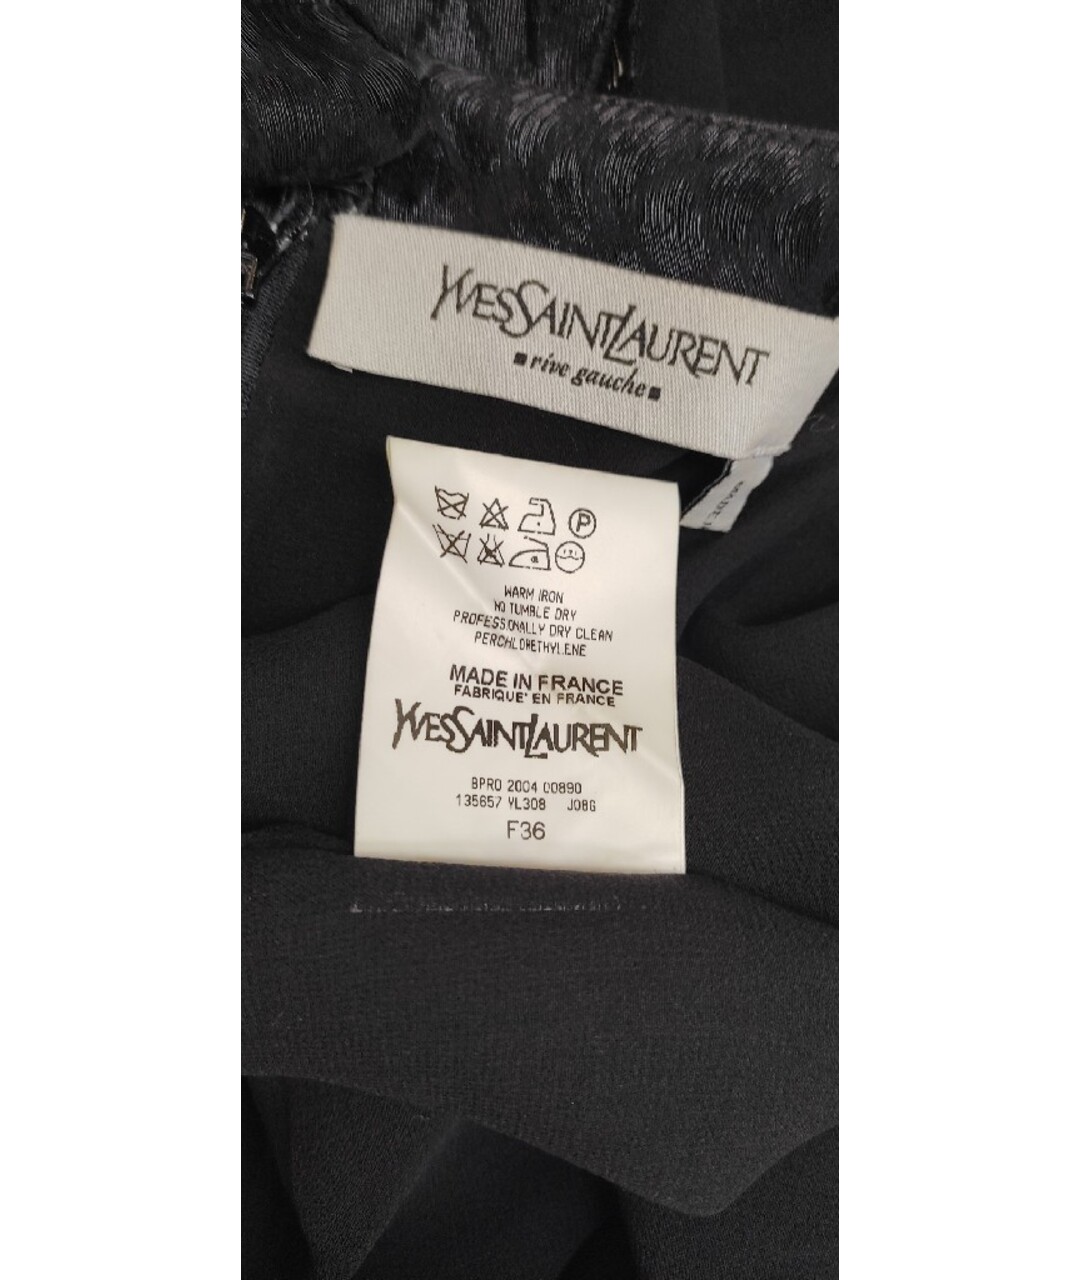 YVESSAINTLAURENT
rive gauche
P
WARM IRON
NO TUMBLE DRY
PROFESSIONALLY DRY CLEAN
PERCHLORETHYLENE
MADE IN FRANCE
FABRIQUE' EN FRANCE
YVESSAINTLAURENT
BPRO 2004 00890
135657 YL308 J08G
F36